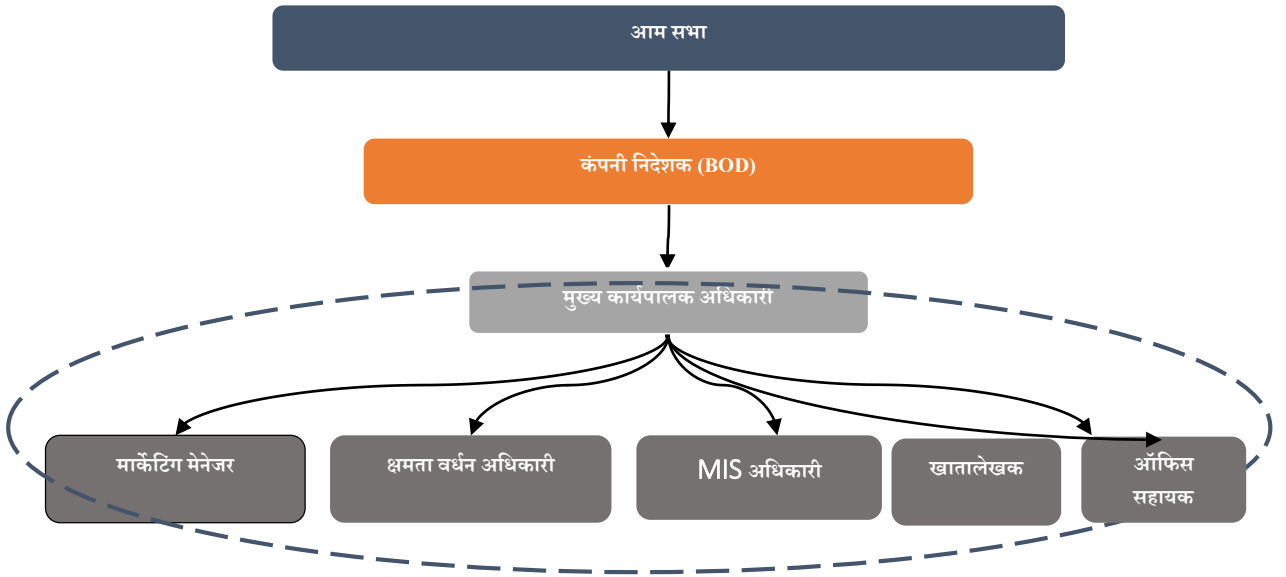 आम सभा
कंपनी निदेशक (BOD)
मुख्य कार्यपालक अधिकारी
मार्केटिंग मेनेजर
क्षमता वर्धन अधिकारी
MIS अधिकारी
खातालेखक
ऑफिस
सहायक